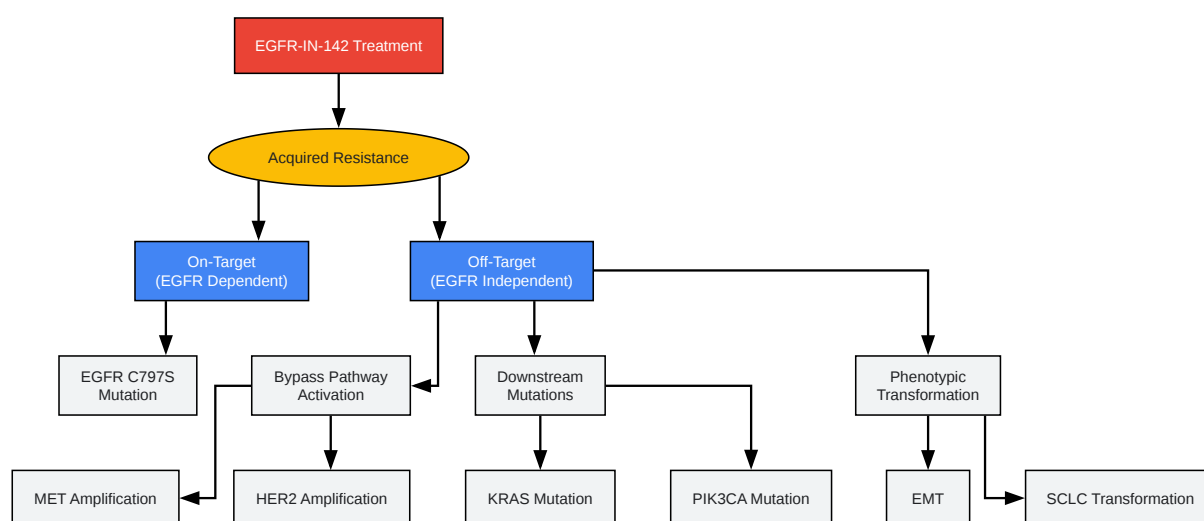 EGFR-IN-142 Treatment
Acquired Resistance
On-Target
(EGFR Dependent)
Off-Target
(EGFR Independent)
EGFR C797S
Mutation
Bypass Pathway
Activation
Downstream
Mutations
Phenotypic
Transformation
MET Amplification
HER2 Amplification
KRAS Mutation
PIK3CA Mutation
EMT
SCLC Transformation